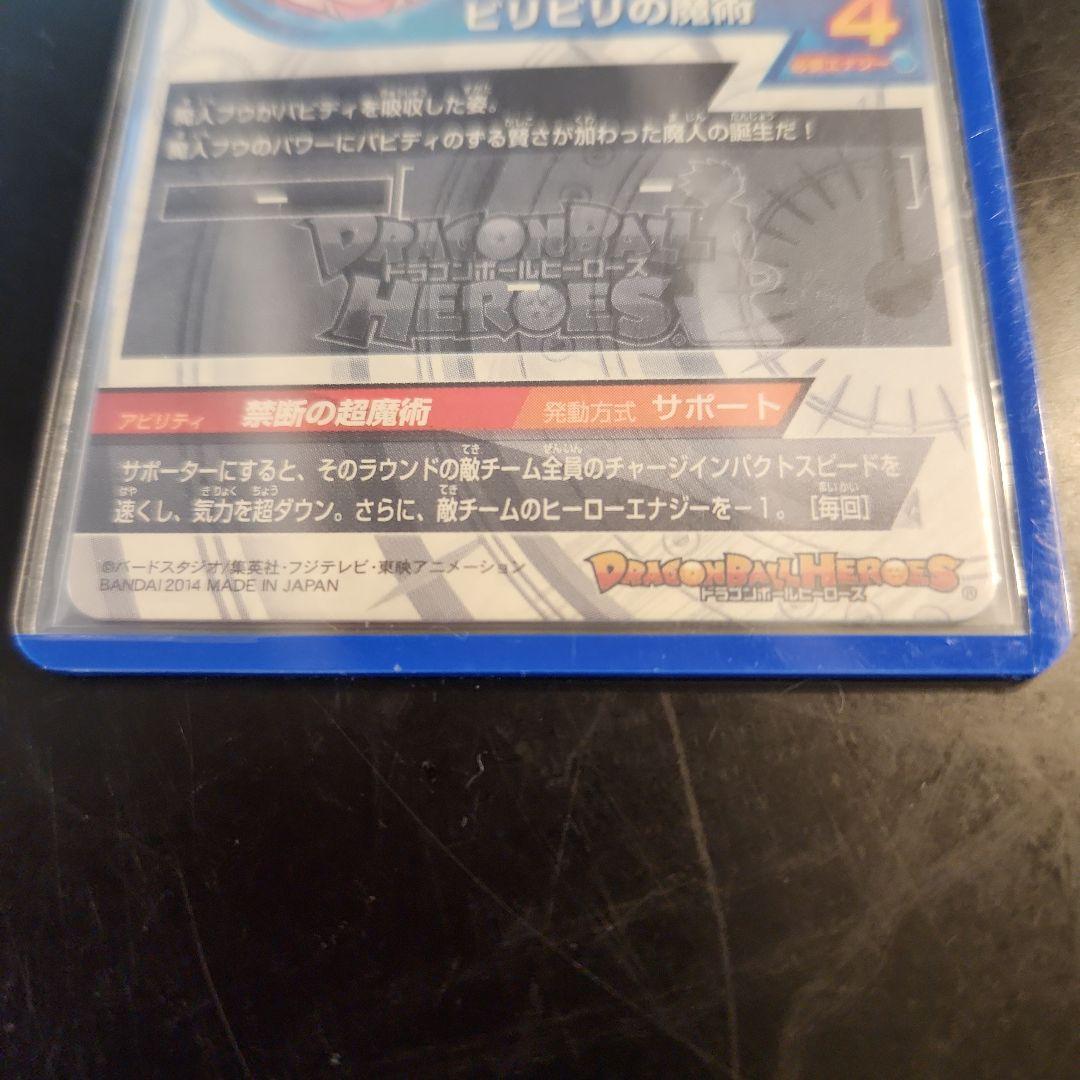 ビリビリの魔術
4
必要エナジー
魔人ブウがバビディを吸収した姿。
魔人ブウのパワーにバビディのずる賢さが加わった魔人の誕生だ！
DRAGONBALL
ドラゴンボールヒーローズ
HEROES
アビリティ 禁断の超魔術 発動方式 サポート
サポーターにすると、そのラウンドの敵チーム全員のチャージインパクトスピードを
速くし、気力を超ダウン。さらに、敵チームのヒーローエナジーを－1。［毎回］
©バードスタジオ/集英社・フジテレビ・東映アニメーション
BANDAI 2014 MADE IN JAPAN
DRAGONBALL HEROES
ドラゴンボールヒーローズ